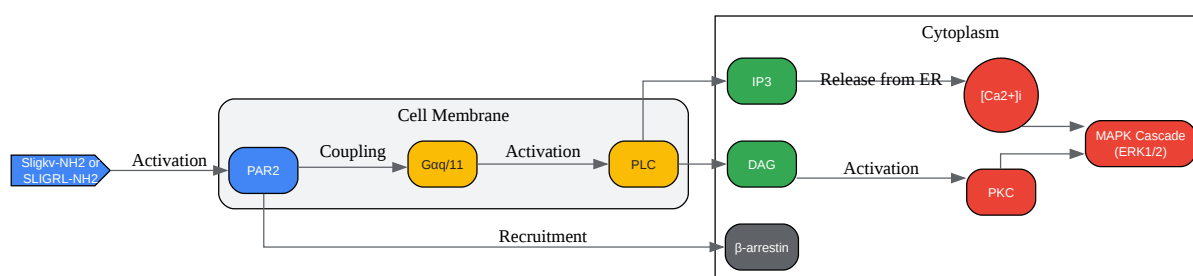 Cytoplasm
IP3
Release from ER
[Ca2+]i
Cell Membrane
MAPK Cascade
(ERK1/2)
Sligkv-NH2 or
SLIGRL-NH2
Activation
PAR2
Coupling
Gαq/11
Activation
PLC
DAG
Activation
PKC
Recruitment
β-arrestin